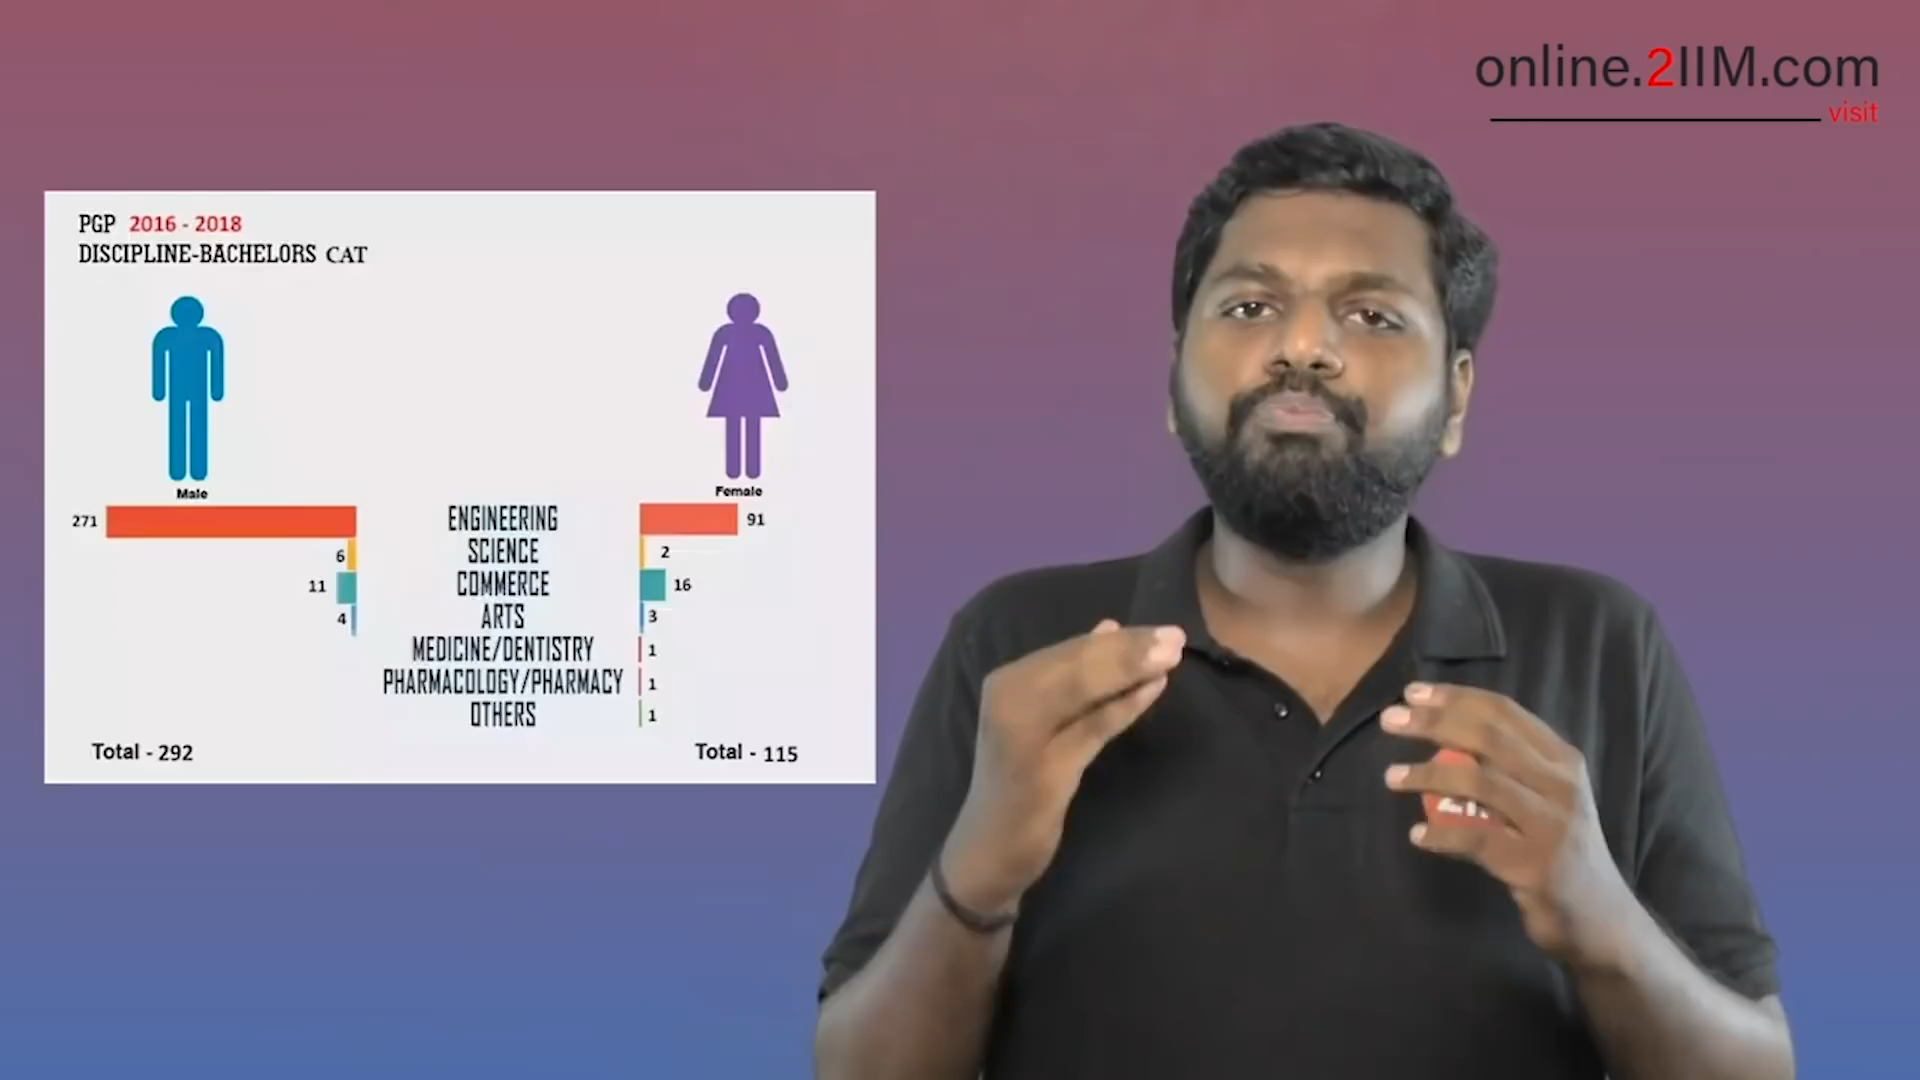 online.2IIM.com
visit
PGP 2016 - 2018
DISCIPLINE-BACHELORS CAT
Male
Female
271 ENGINEERING 91
6 SCIENCE 2
11 COMMERCE 16
4 ARTS 3
MEDICINE/DENTISTRY 1
PHARMACOLOGY/PHARMACY 1
OTHERS 1
Total - 292
Total - 115